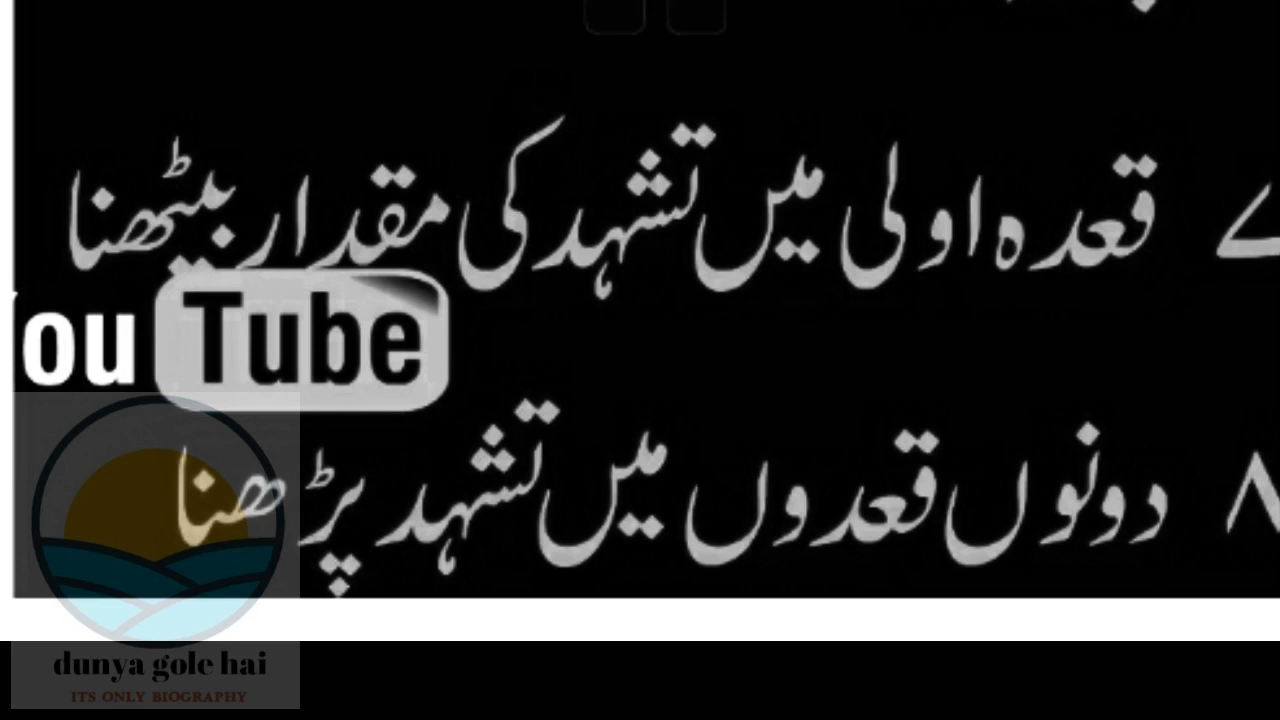 ۷ قعدہ اولی میں تشہد کی مقدار بیٹھنا
ou Tube
۸ دونوں قعدوں میں تشہد پڑھنا
dunya gole hai
ITS ONLY BIOGRAPHY